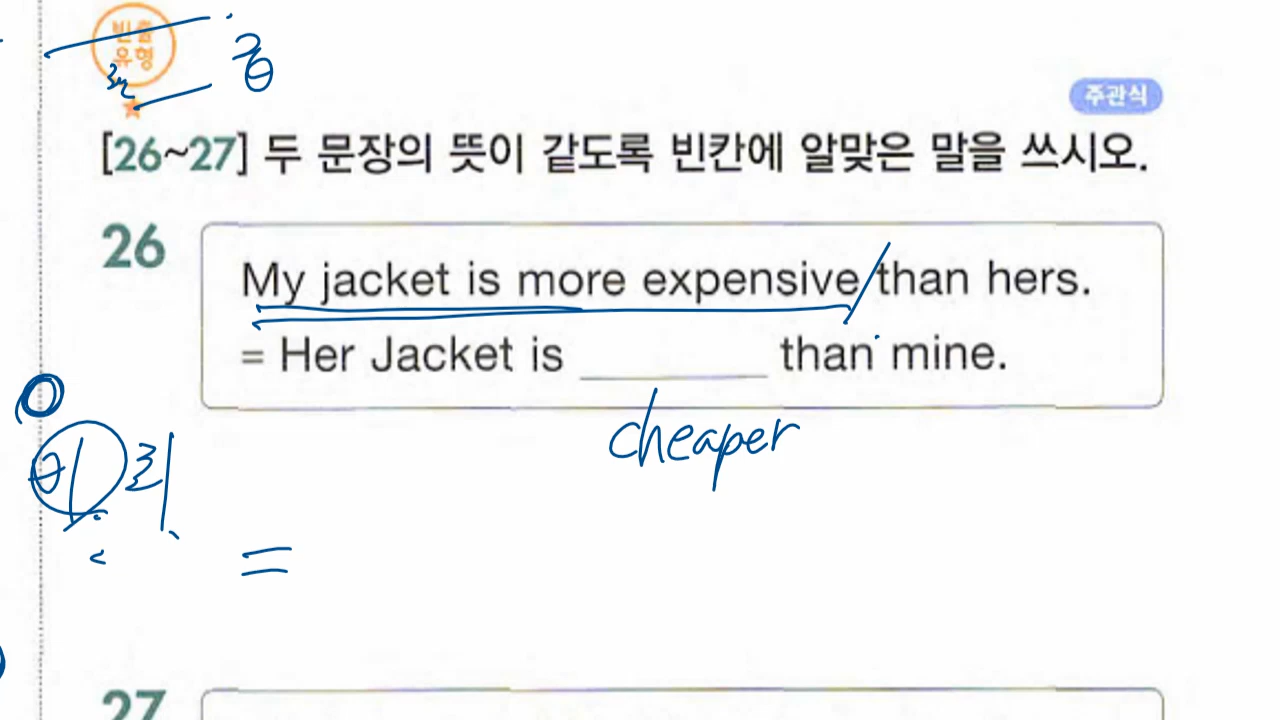 빈출
유형
음
주관식
[26~27] 두 문장의 뜻이 같도록 빈칸에 알맞은 말을 쓰시오.
26
My jacket is more expensive than hers.
= Her Jacket is ________ than mine.
cheaper
=
27